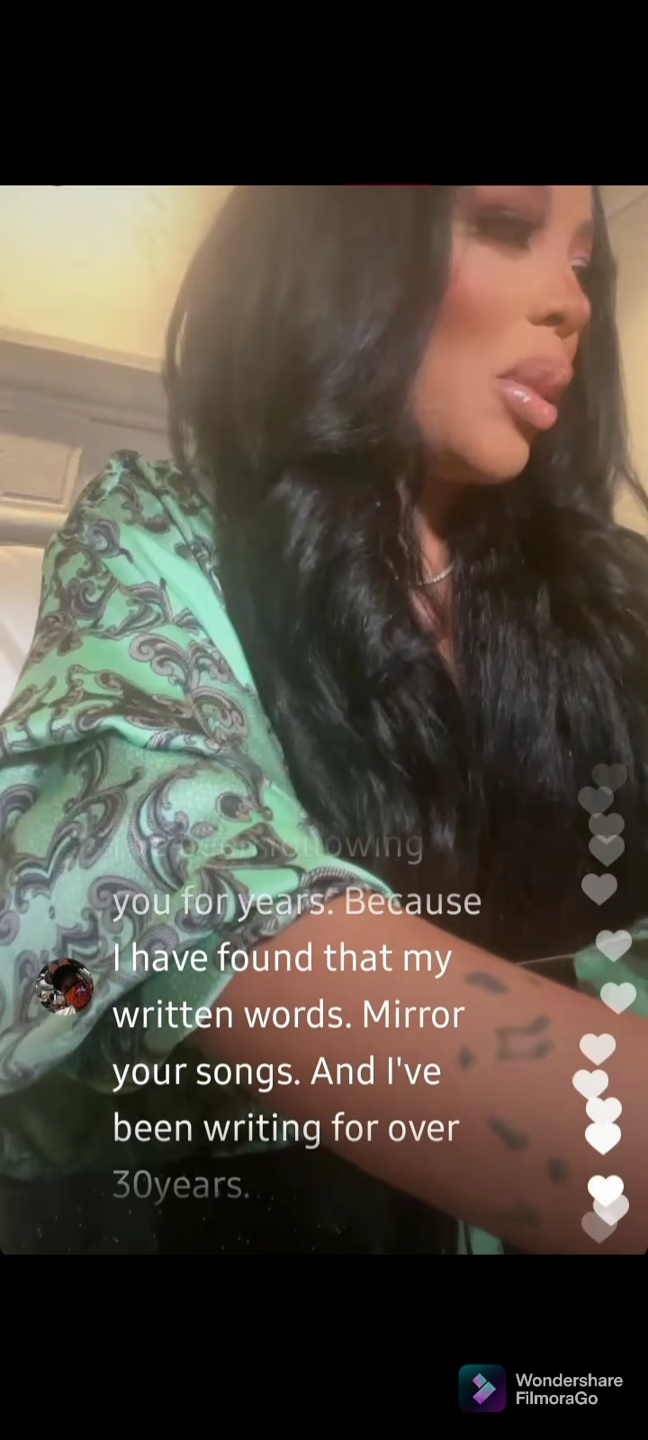 following
you for years. Because
I have found that my
written words. Mirror
your songs. And I've
been writing for over
30years.
Wondershare
FilmoraGo